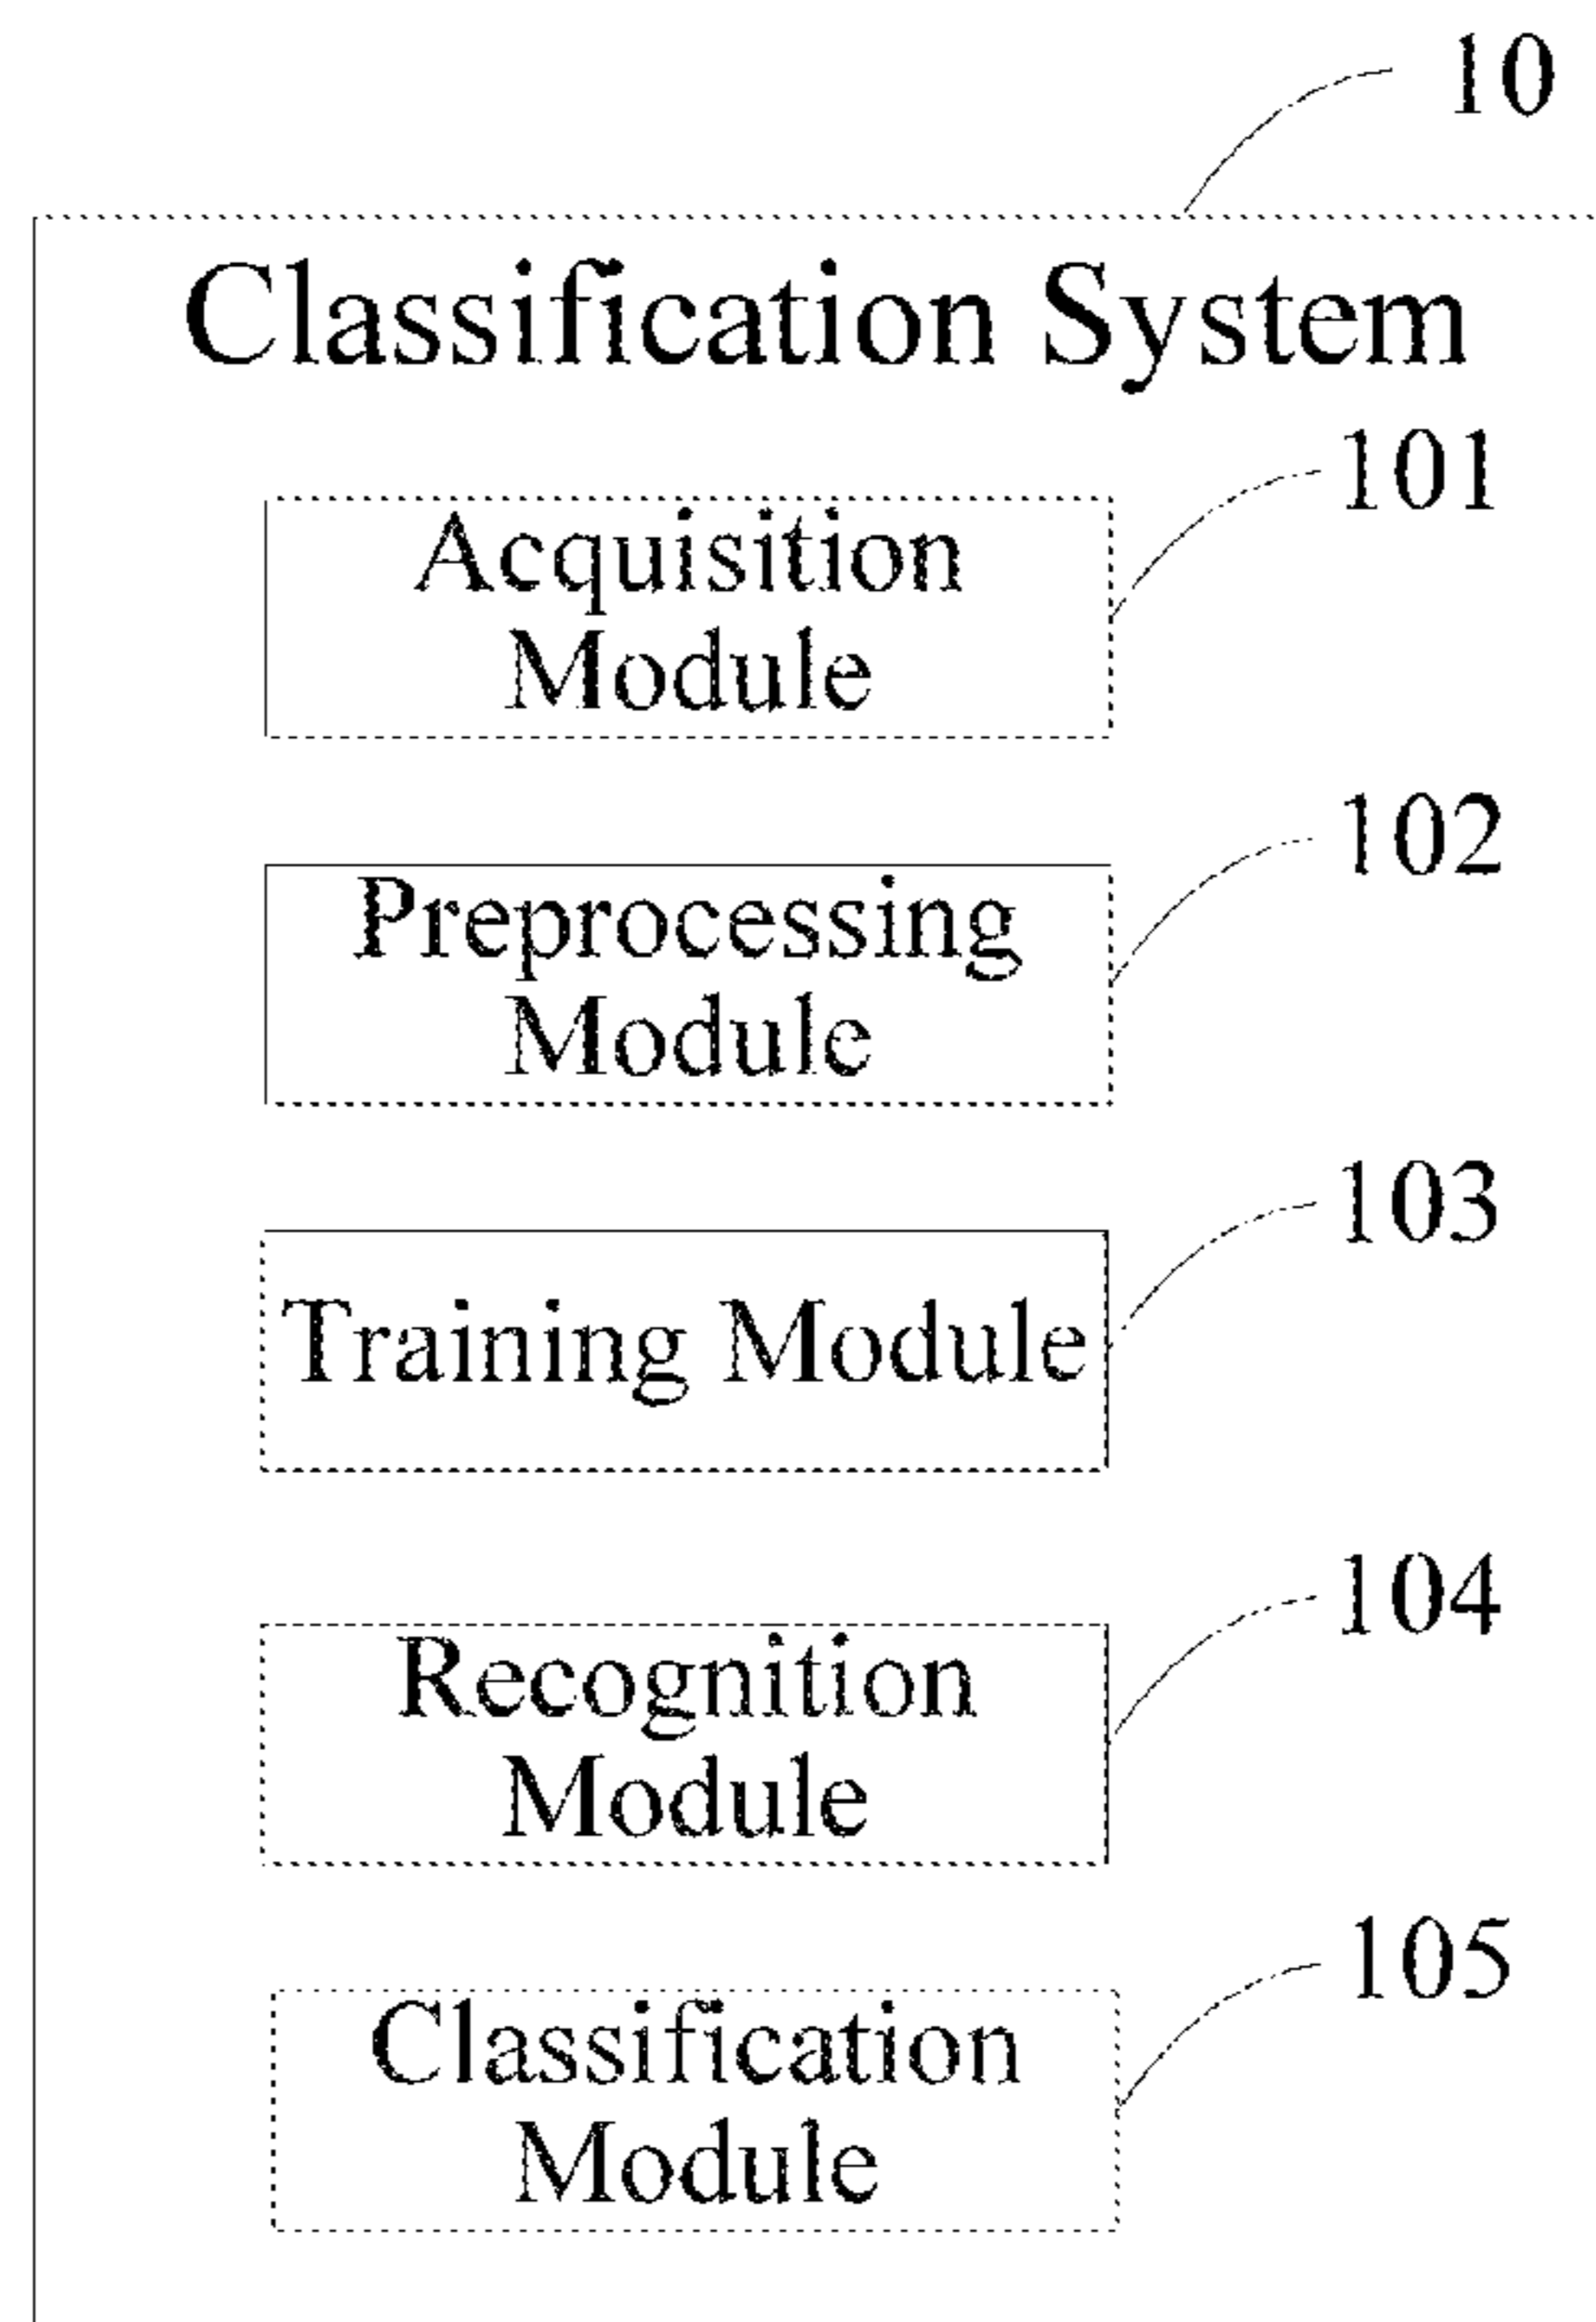 10
Classification System
101
Acquisition
Module
102
Preprocessing
Module
103
Training Module
104
Recognition
Module
105
Classification
Module